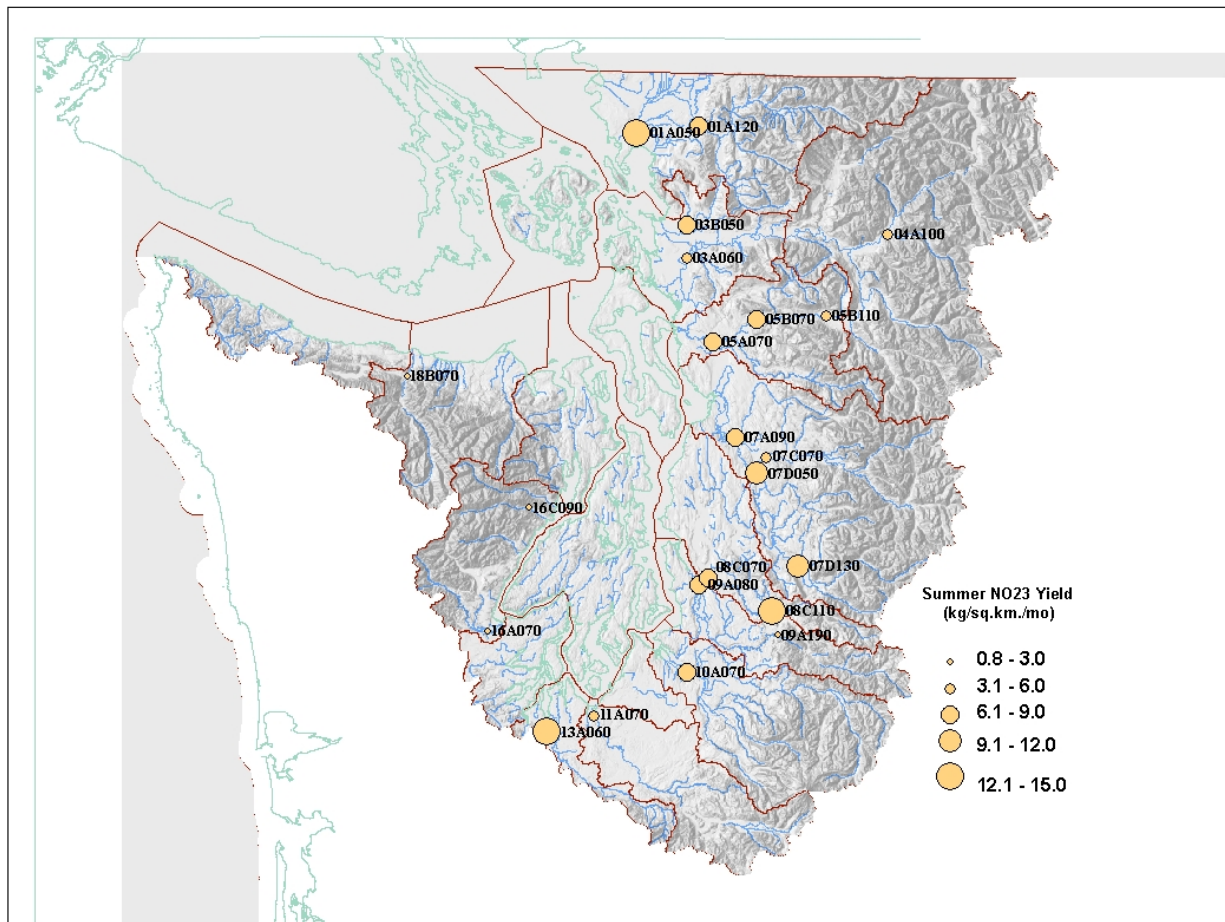 01A050
01A120
03B050
04A100
03A060
05B070
05B110
05A070
18B070
07A090
07C070
07D050
16C090
08C070
07D130
09A080
Summer NO23 Yield
(kg/sq.km./mo)
08C110
16A070
09A190
0.8 - 3.0
10A070
3.1 - 6.0
6.1 - 9.0
11A070
13A060
9.1 - 12.0
12.1 - 15.0